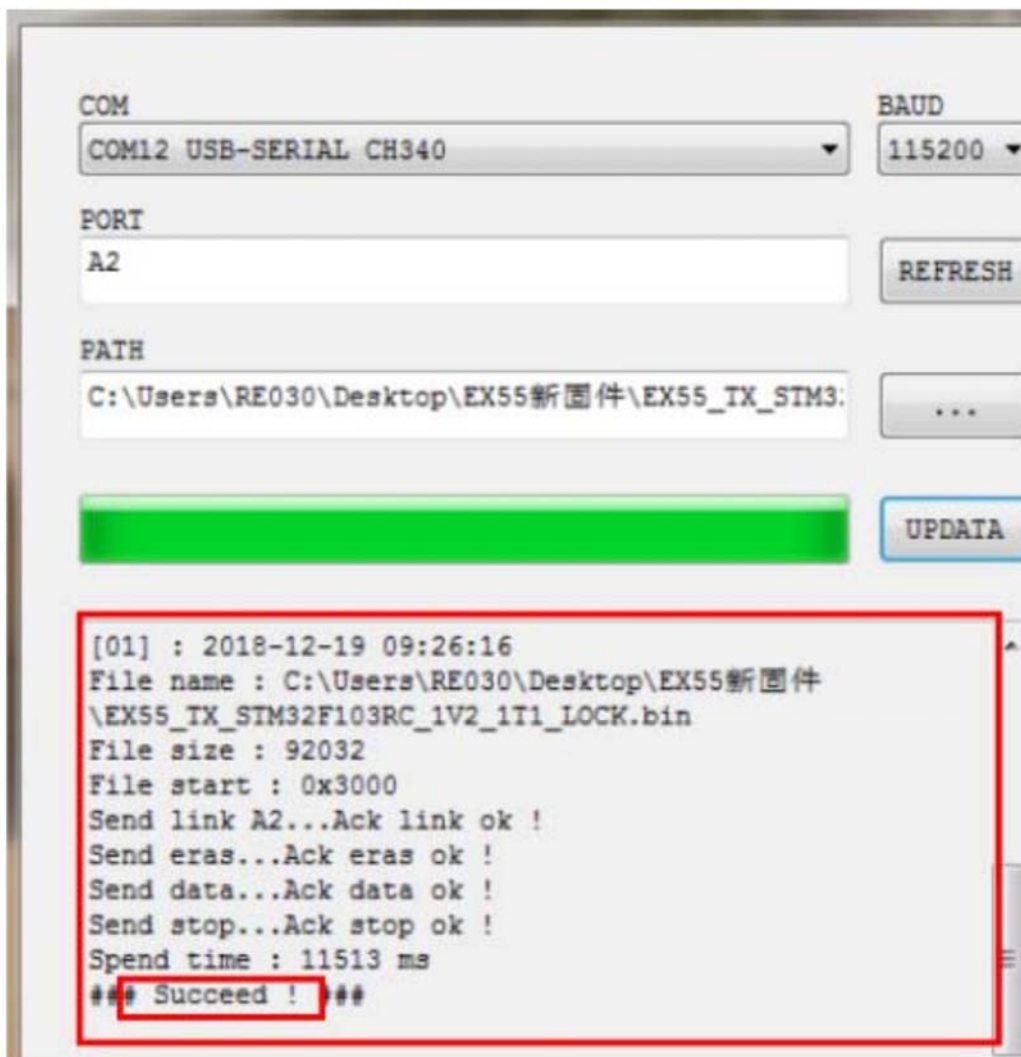 COM
BAUD
COM12 USB-SERIAL CH340
115200
PORT
A2
REFRESH
PATH
C:\Users\RE030\Desktop\EX55新固件\EX55_TX_STM3
...
UPDATA
[01] : 2018-12-19 09:26:16
File name : C:\Users\RE030\Desktop\EX55新固件
\EX55_TX_STM32F103RC_1V2_1T1_LOCK.bin
File size : 92032
File start : 0x3000
Send link A2...Ack link ok !
Send eras...Ack eras ok !
Send data...Ack data ok !
Send stop...Ack stop ok !
Spend time : 11513 ms
### Succeed ! ###